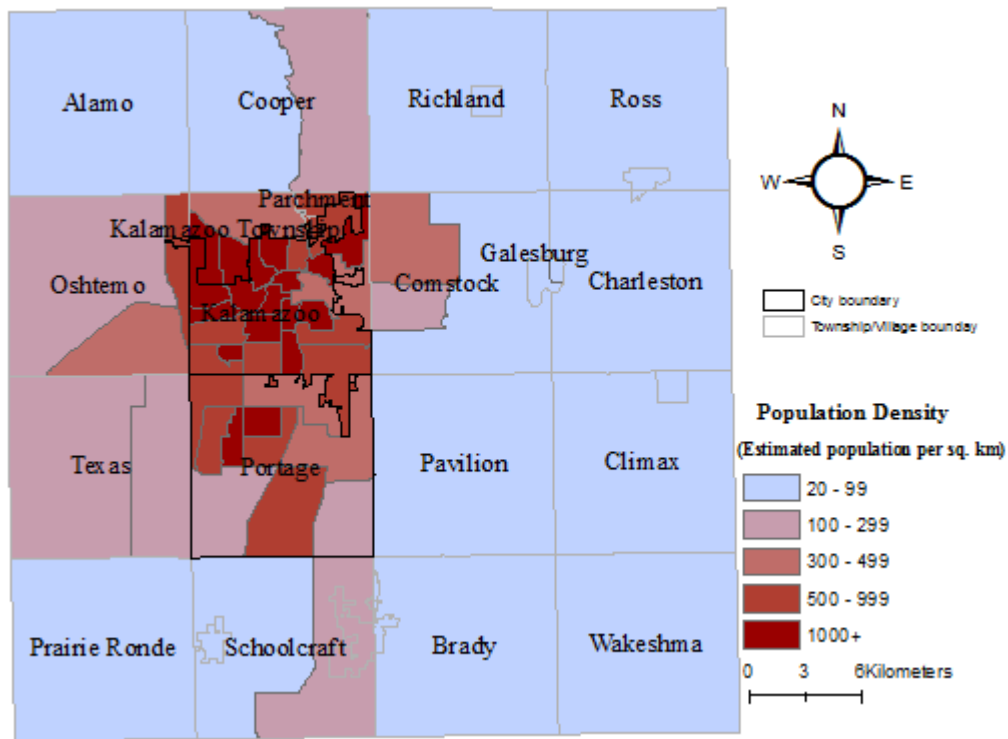 Alamo
Cooper
Richland
Ross
N
W
E
S
Parchment
Kalamazoo Township
Oshtemo
Comstock
Galesburg
Charleston
Kalamazoo
City boundary
Township/Village bounday
Texas
Portage
Pavilion
Climax
Population Density
(Estimated population per sq. km)
20 - 99
100 - 299
300 - 499
500 - 999
1000+
Prairie Ronde
Schoolcraft
Brady
Wakeshma
0 3 6Kilometers